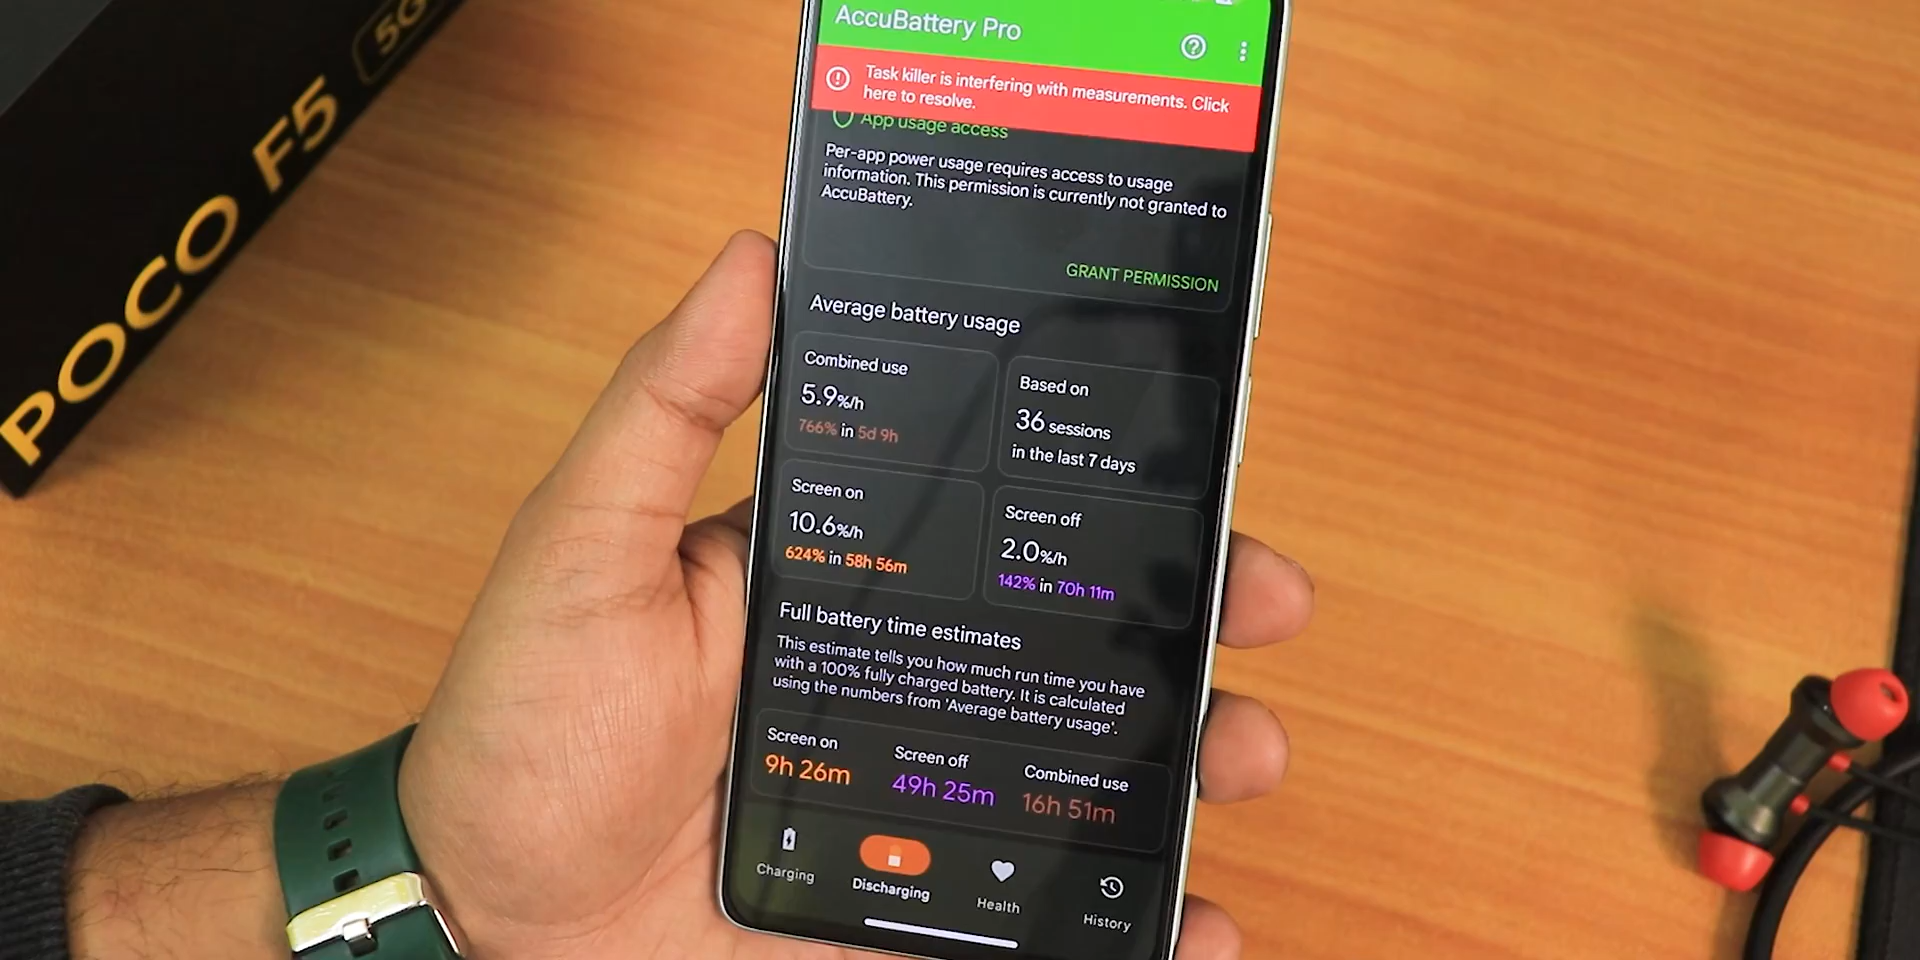 POCO F5
5G
AccuBattery Pro
Task killer is interfering with measurements. Click
here to resolve.
App usage access
Per-app power usage requires access to usage
information. This permission is currently not granted to
AccuBattery.
GRANT PERMISSION
Average battery usage
Combined use
5.9%/h
766% in 5d 9h
Based on
36 sessions
in the last 7 days
Screen on
10.6%/h
624% in 58h 56m
Screen off
2.0%/h
142% in 70h 11m
Full battery time estimates
This estimate tells you how much run time you have
with a 100% fully charged battery. It is calculated
using the numbers from 'Average battery usage'.
Screen on
9h 26m
Screen off
49h 25m
Combined use
16h 51m
Charging
Discharging
Health
History